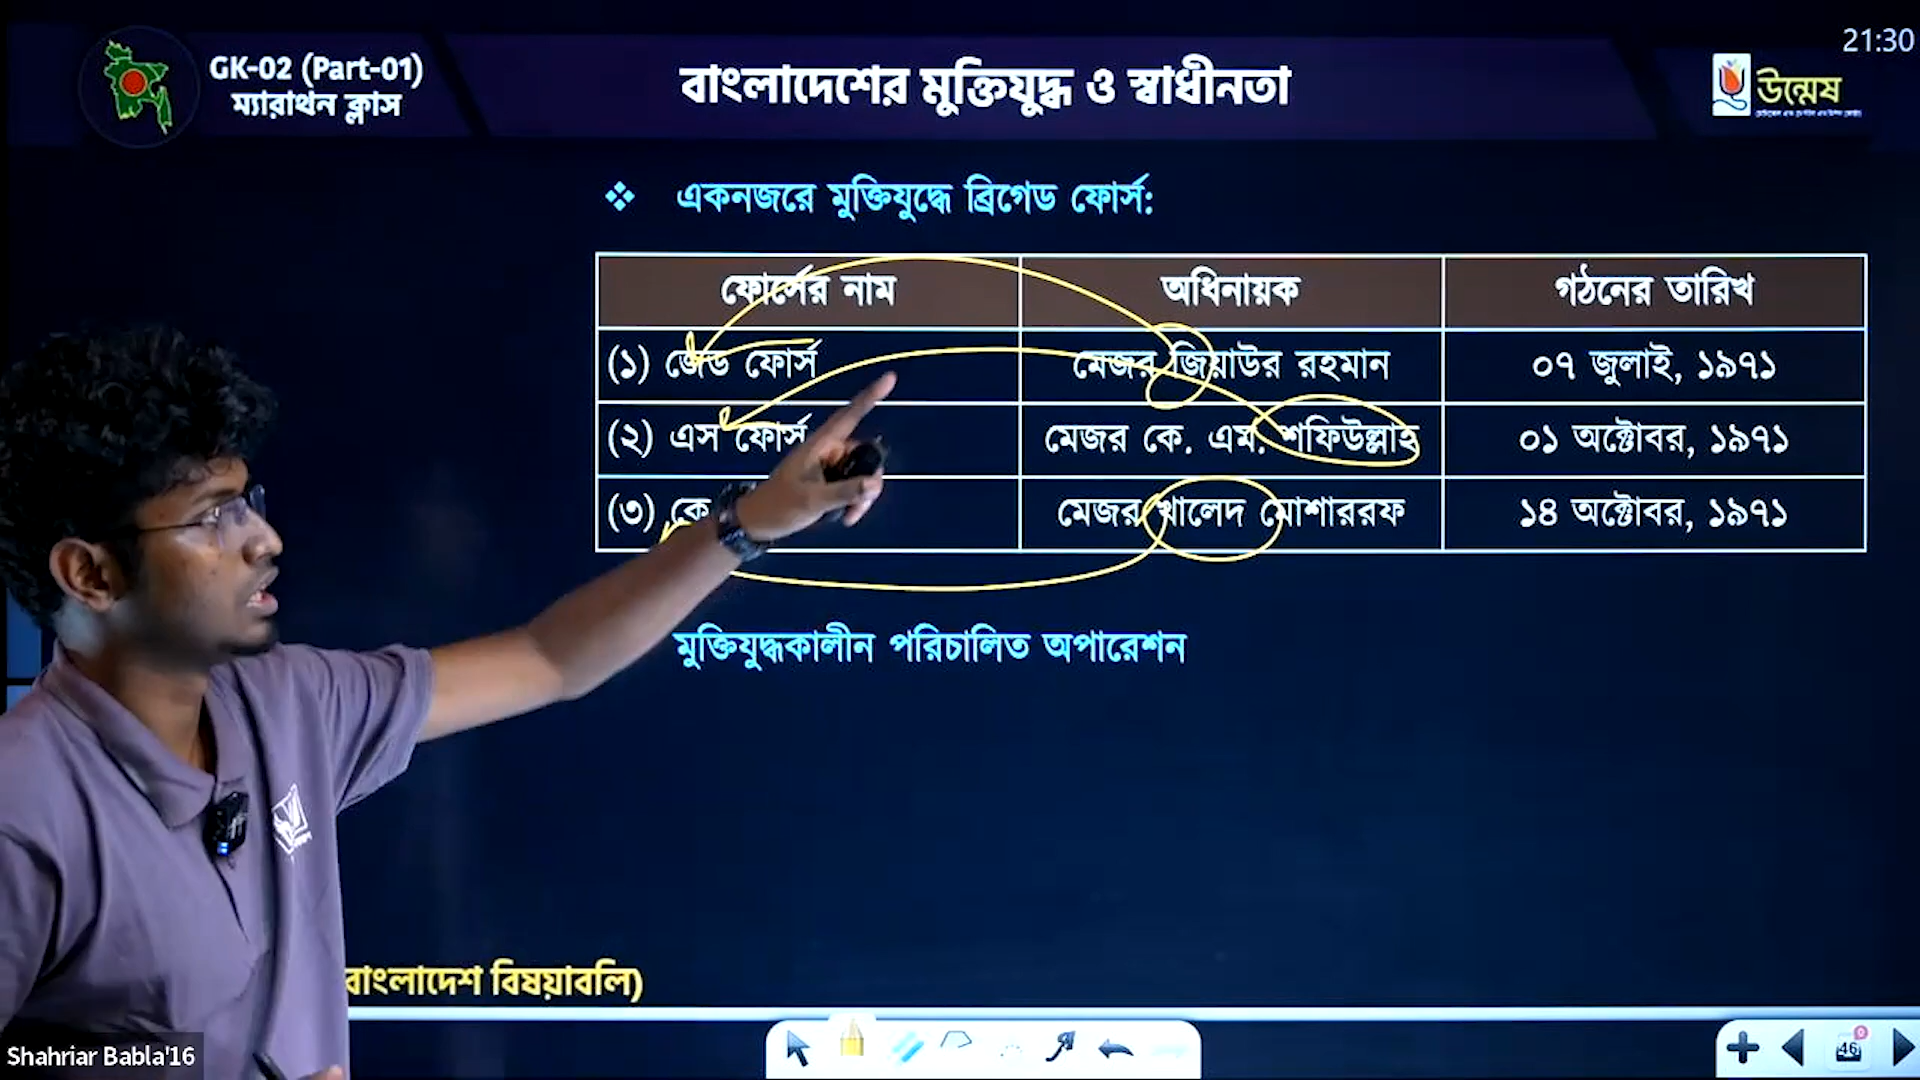 21:30
GK-02 (Part-01)
ম্যারাথন ক্লাস
বাংলাদেশের মুক্তিযুদ্ধ ও স্বাধীনতা
উন্মেষ
❖ একনজরে মুক্তিযুদ্ধে ব্রিগেড ফোর্স:
ফোর্সের নাম অধিনায়ক গঠনের তারিখ
(১) জেড ফোর্স মেজর জিয়াউর রহমান ০৭ জুলাই, ১৯৭১
(২) এস ফোর্স মেজর কে. এম. শফিউল্লাহ ০১ অক্টোবর, ১৯৭১
(৩) কে মেজর খালেদ মোশাররফ ১৪ অক্টোবর, ১৯৭১
মুক্তিযুদ্ধকালীন পরিচালিত অপারেশন
বাংলাদেশ বিষয়াবলি)
Shahriar Babla'16
46
0